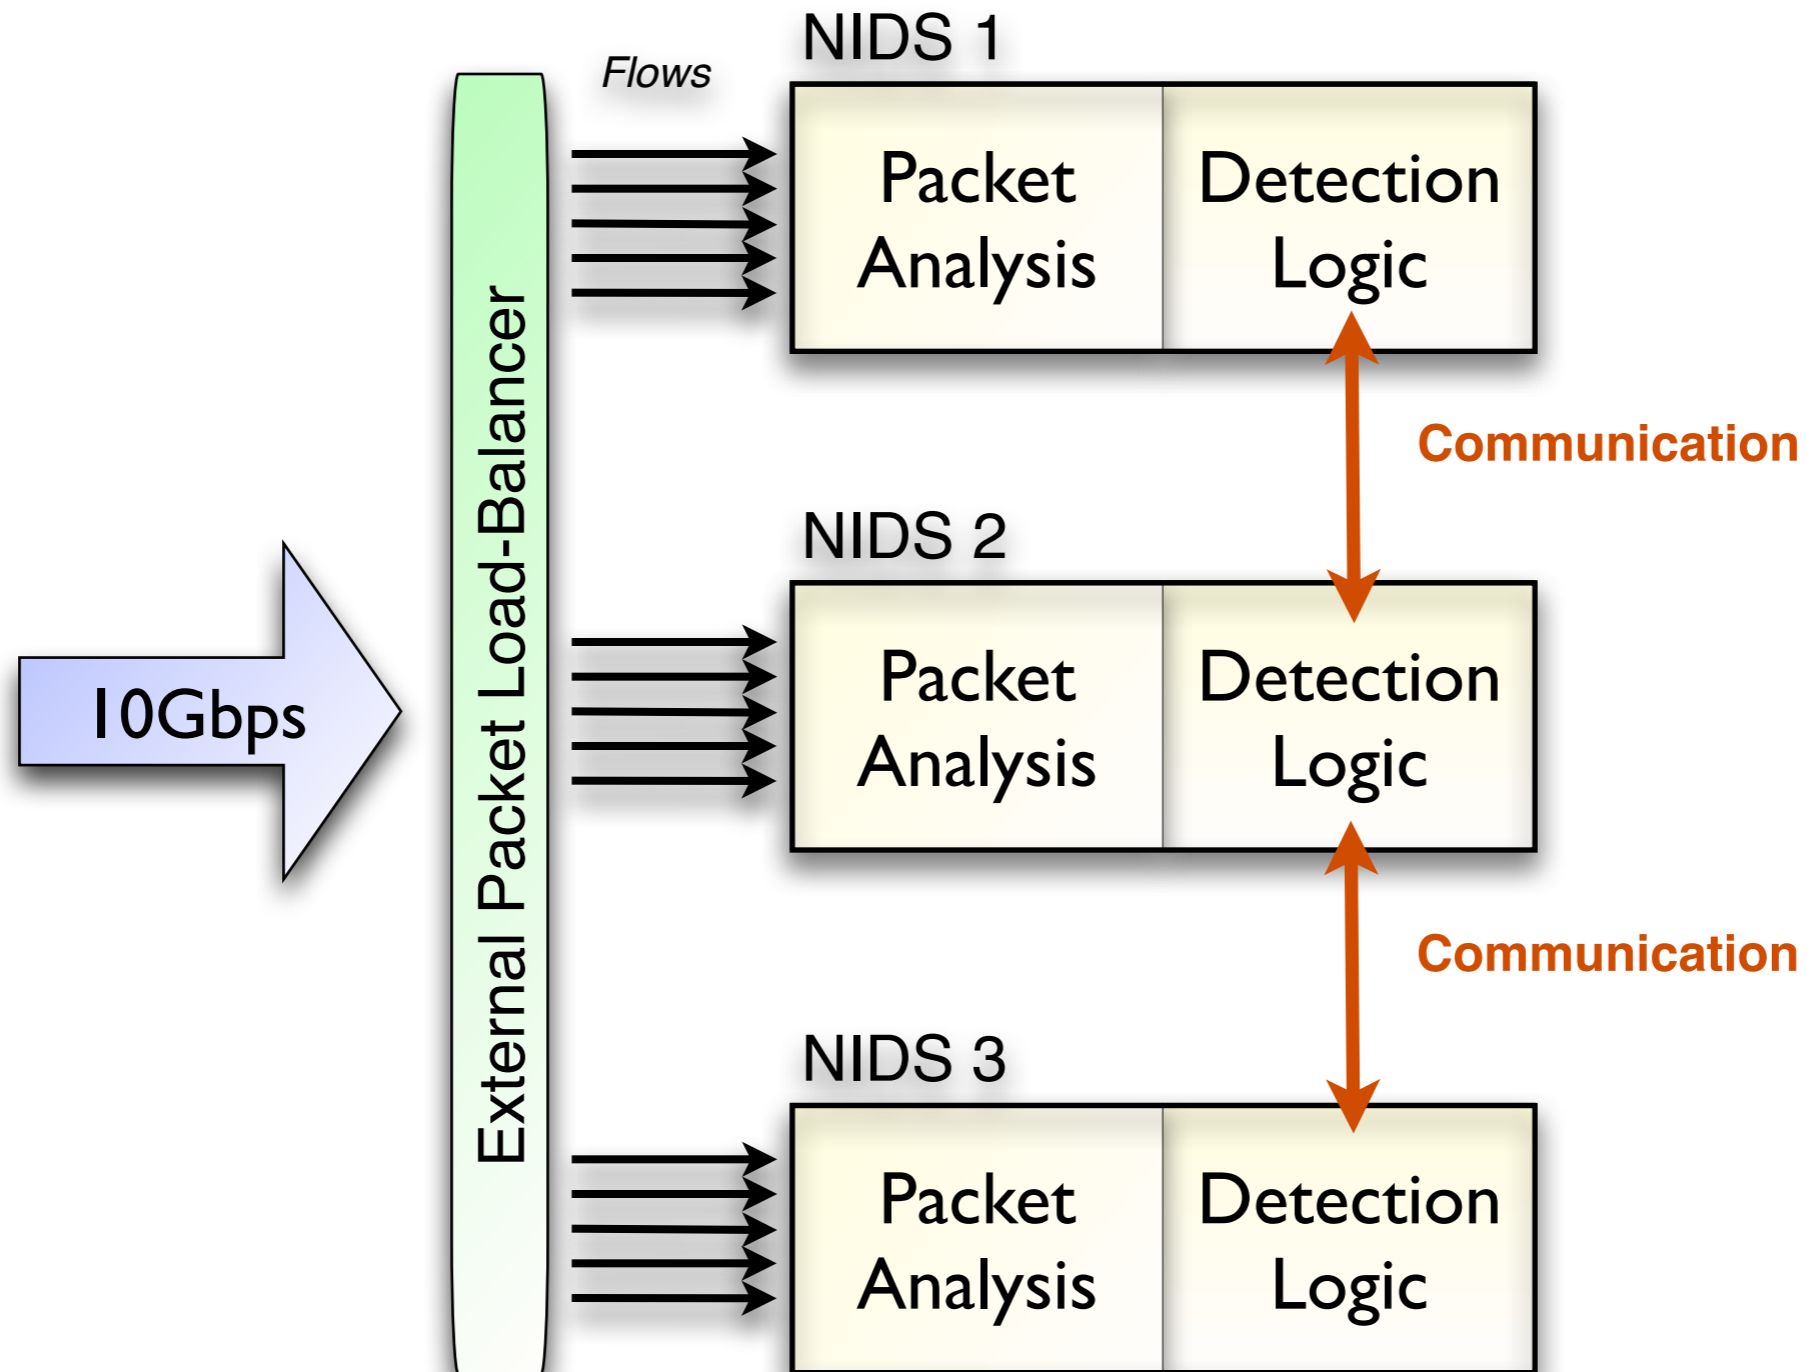 10Gbps
External Packet Load-Balancer
Flows
NIDS 1
Packet
Analysis
Detection
Logic
Communication
NIDS 2
Packet
Analysis
Detection
Logic
Communication
NIDS 3
Packet
Analysis
Detection
Logic